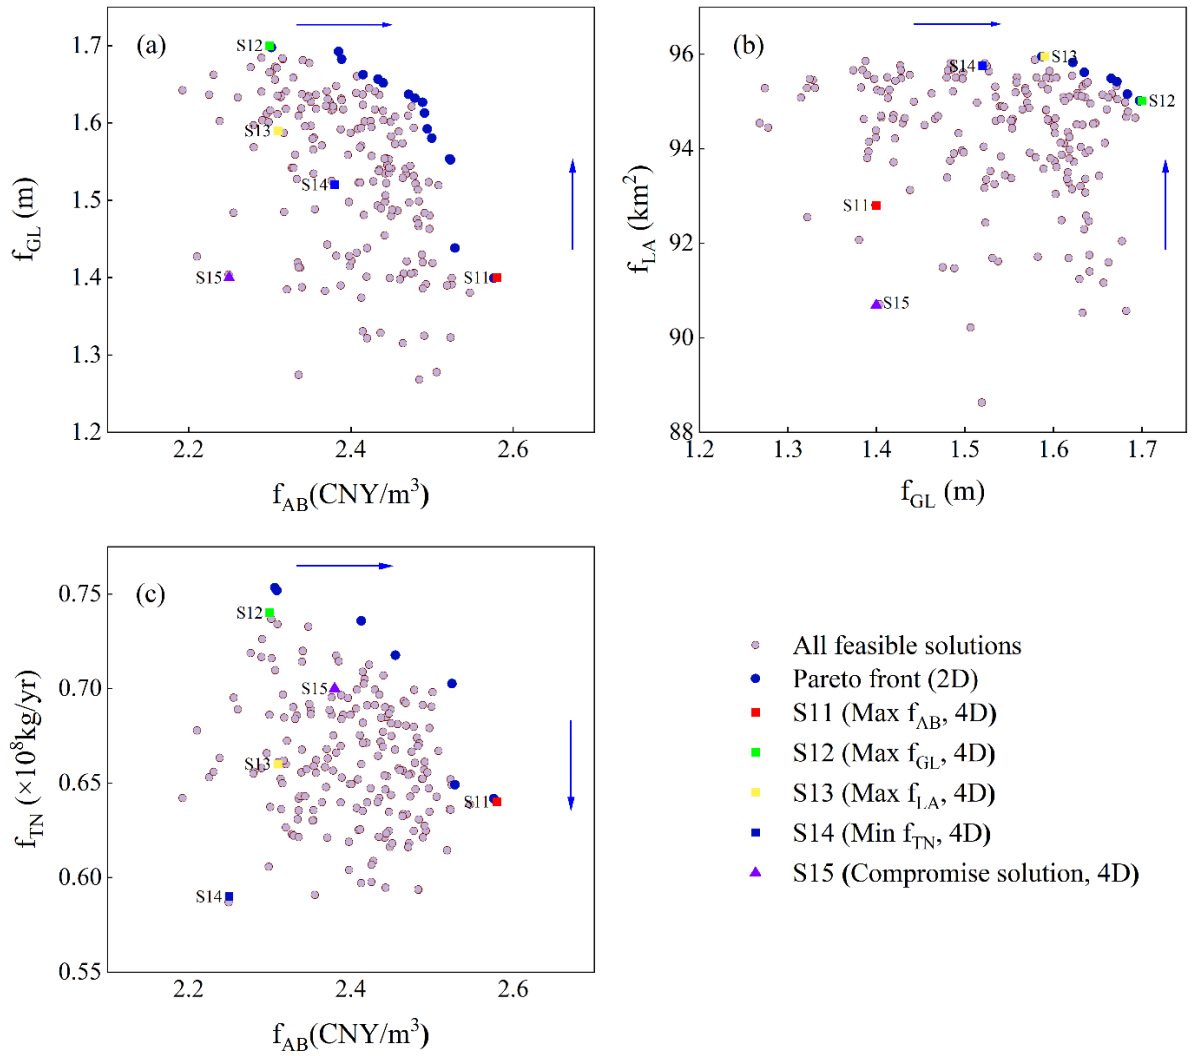 (a)
S12
S13
S14
S15
S11
1.7
1.6
1.5
1.4
1.3
1.2
2.2
2.4
2.6
f_GL (m)
f_AB(CNY/m³)
(b)
S14
S13
S12
S11
S15
96
94
92
90
88
1.2
1.3
1.4
1.5
1.6
1.7
f_LA (km²)
f_GL (m)
(c)
S12
S15
S13
S11
S14
0.75
0.70
0.65
0.60
0.55
2.2
2.4
2.6
f_TN (×10⁸kg/yr)
f_AB(CNY/m³)
All feasible solutions
Pareto front (2D)
S11 (Max f_AB, 4D)
S12 (Max f_GL, 4D)
S13 (Max f_LA, 4D)
S14 (Min f_TN, 4D)
S15 (Compromise solution, 4D)